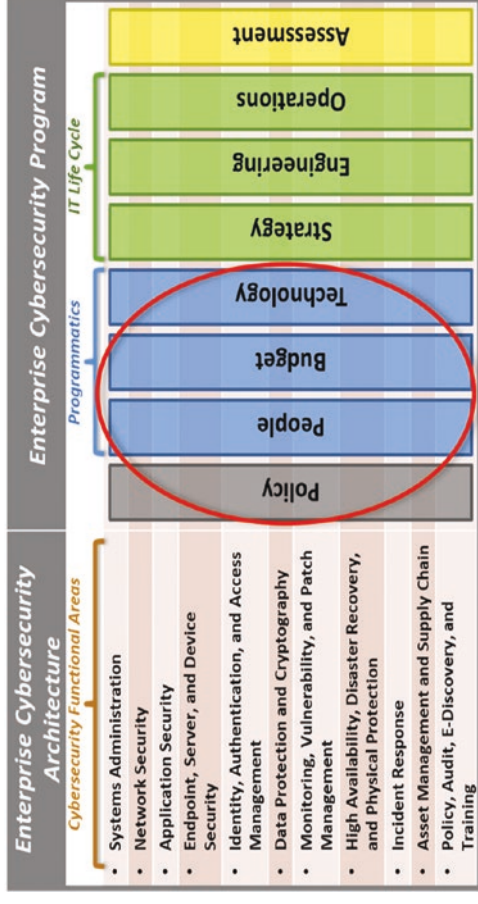 Enterprise Cybersecurity
Architecture
Enterprise Cybersecurity Program
Cybersecurity Functional Areas
Programmatics
IT Life Cycle
• Systems Administration
• Network Security
• Application Security
• Endpoint, Server, and Device
Security
• Identity, Authentication, and Access
Management
• Data Protection and Cryptography
• Monitoring, Vulnerability, and Patch
Management
• High Availability, Disaster Recovery,
and Physical Protection
• Incident Response
• Asset Management and Supply Chain
• Policy, Audit, E-Discovery, and
Training
Policy
People
Budget
Technology
Strategy
Engineering
Operations
Assessment